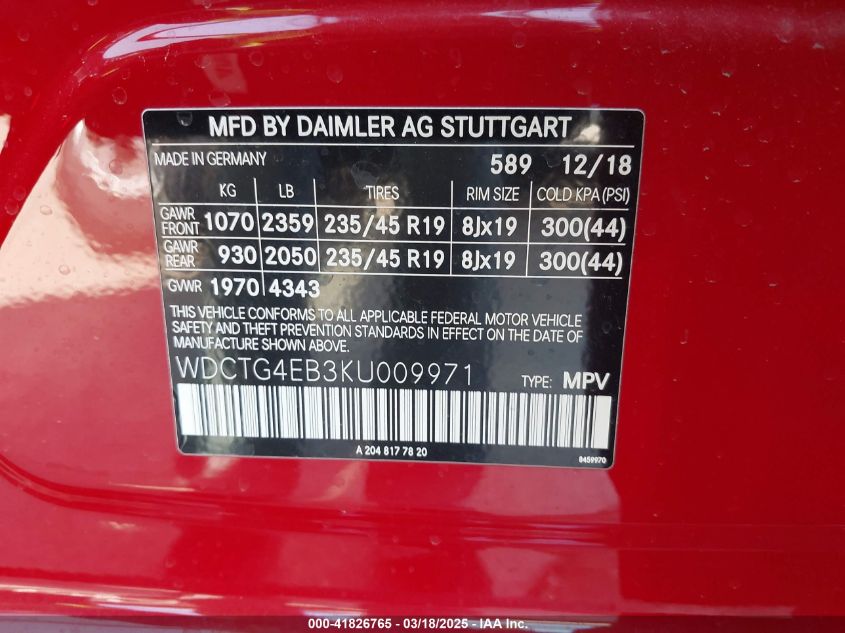 MFD BY DAIMLER AG STUTTGART
MADE IN GERMANY 589 12/18
KG LB TIRES RIM SIZE COLD KPA (PSI)
GAWR FRONT 1070 2359 235/45 R19 8Jx19 300(44)
GAWR REAR 930 2050 235/45 R19 8Jx19 300(44)
GVWR 1970 4343
THIS VEHICLE CONFORMS TO ALL APPLICABLE FEDERAL MOTOR VEHICLE
SAFETY AND THEFT PREVENTION STANDARDS IN EFFECT ON THE DATE OF
MANUFACTURE SHOWN ABOVE.
WDCTG4EB3KU009971 TYPE: MPV
A 204 817 78 20
8459970
000-41826765 - 03/18/2025 - IAA Inc.